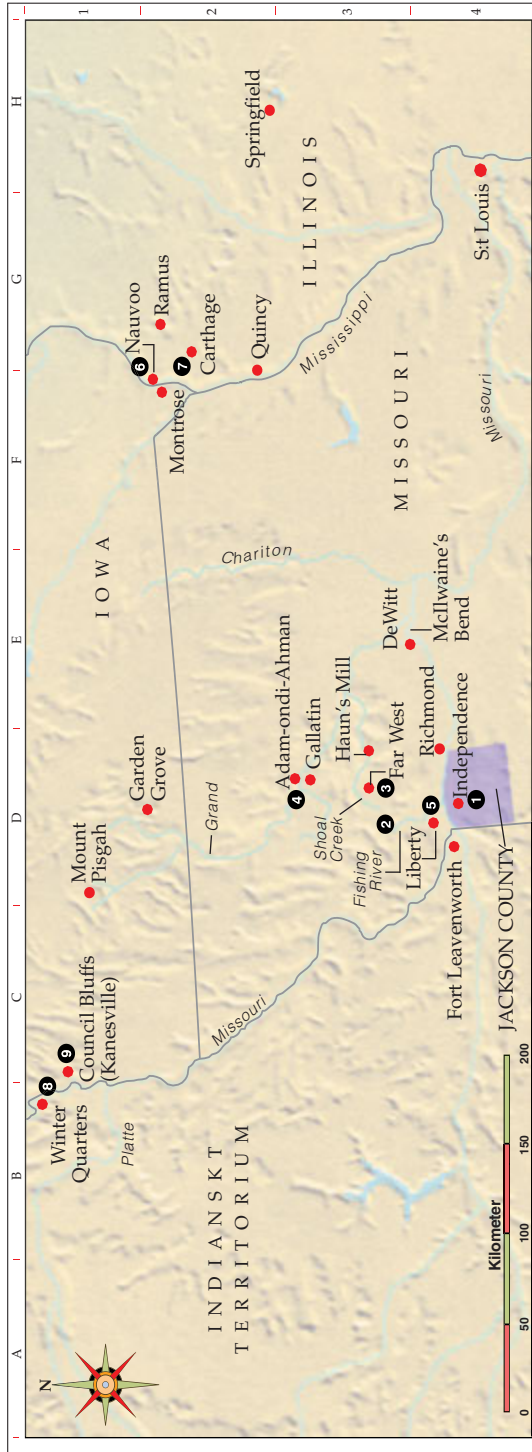 A
B
C
D
E
F
G
H
1
2
3
4
N
8
Winter
Quarters
9
Council Bluffs
(Kanesville)
Platte
Mount
Pisgah
Garden
Grove
IOWA
6
Nauvoo
Montrose
Ramus
7
Carthage
Quincy
Springfield
ILLINOIS
Mississippi
INDIANSKT
TERRITORIUM
Missouri
Grand
4
Adam-ondi-Ahman
Gallatin
Chariton
Shoal
Creek
Haun's Mill
3
Far West
2
Fishing
River
DeWitt
McIlwaine's
Bend
MISSOURI
Missouri
S:t Louis
5
Liberty
Richmond
Independence
1
Fort Leavenworth
JACKSON COUNTY
Kilometer
0
50
100
150
200